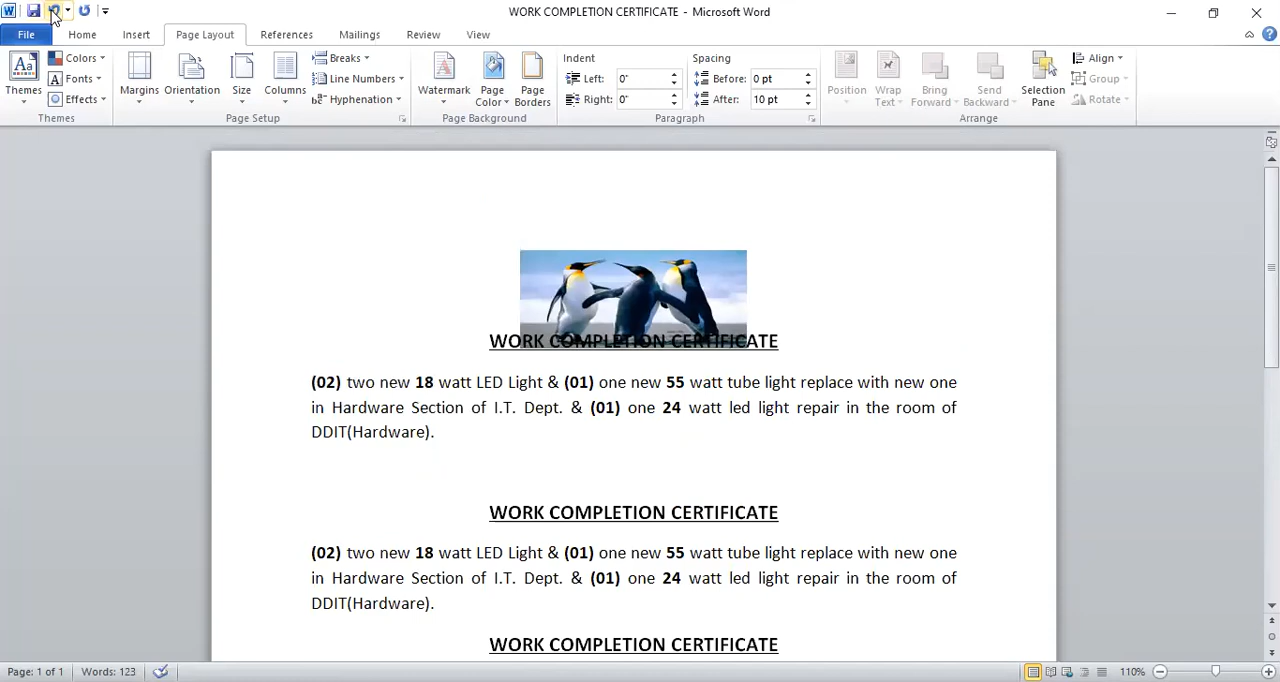 WORK COMPLETION CERTIFICATE - Microsoft Word
File Home Insert Page Layout References Mailings Review View
Themes
Colors
Fonts
Effects
Themes
Margins
Orientation
Size
Columns
Breaks
Line Numbers
Hyphenation
Page Setup
Watermark
Page Color
Page Borders
Page Background
Indent
Left: 0"
Right: 0"
Spacing
Before: 0 pt
After: 10 pt
Paragraph
Position
Wrap Text
Bring Forward
Send Backward
Selection Pane
Align
Group
Rotate
Arrange
WORK COMPLETION CERTIFICATE
(02) two new 18 watt LED Light & (01) one new 55 watt tube light replace with new one
in Hardware Section of I.T. Dept. & (01) one 24 watt led light repair in the room of
DDIT(Hardware).
WORK COMPLETION CERTIFICATE
(02) two new 18 watt LED Light & (01) one new 55 watt tube light replace with new one
in Hardware Section of I.T. Dept. & (01) one 24 watt led light repair in the room of
DDIT(Hardware).
WORK COMPLETION CERTIFICATE
Page: 1 of 1 Words: 123 110%